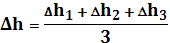 Δh = (Δh₁ + Δh₂ + Δh₃) / 3